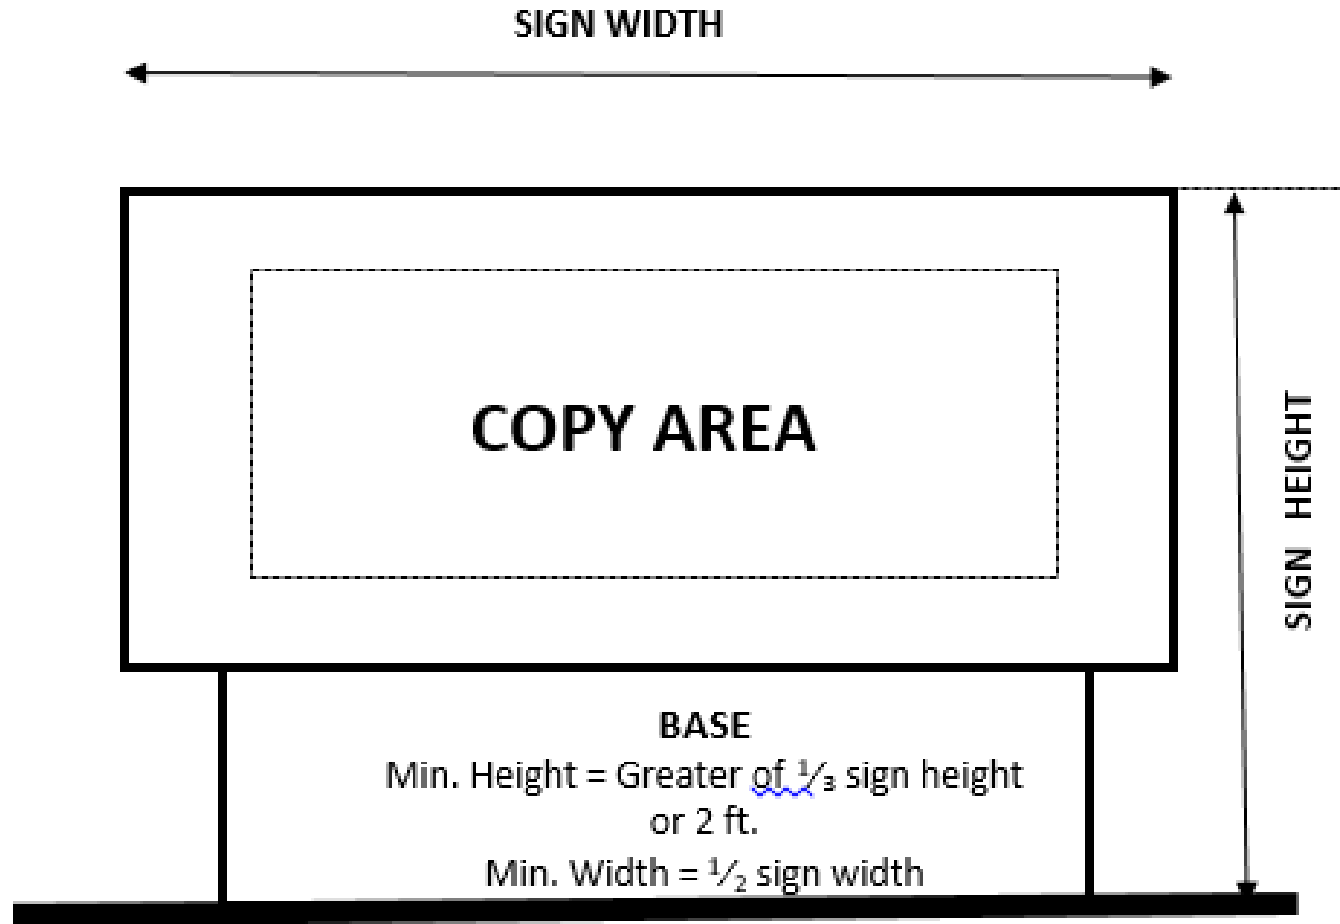 SIGN WIDTH
COPY AREA
SIGN HEIGHT
BASE
Min. Height = Greater of ⅓ sign height
or 2 ft.
Min. Width = ½ sign width